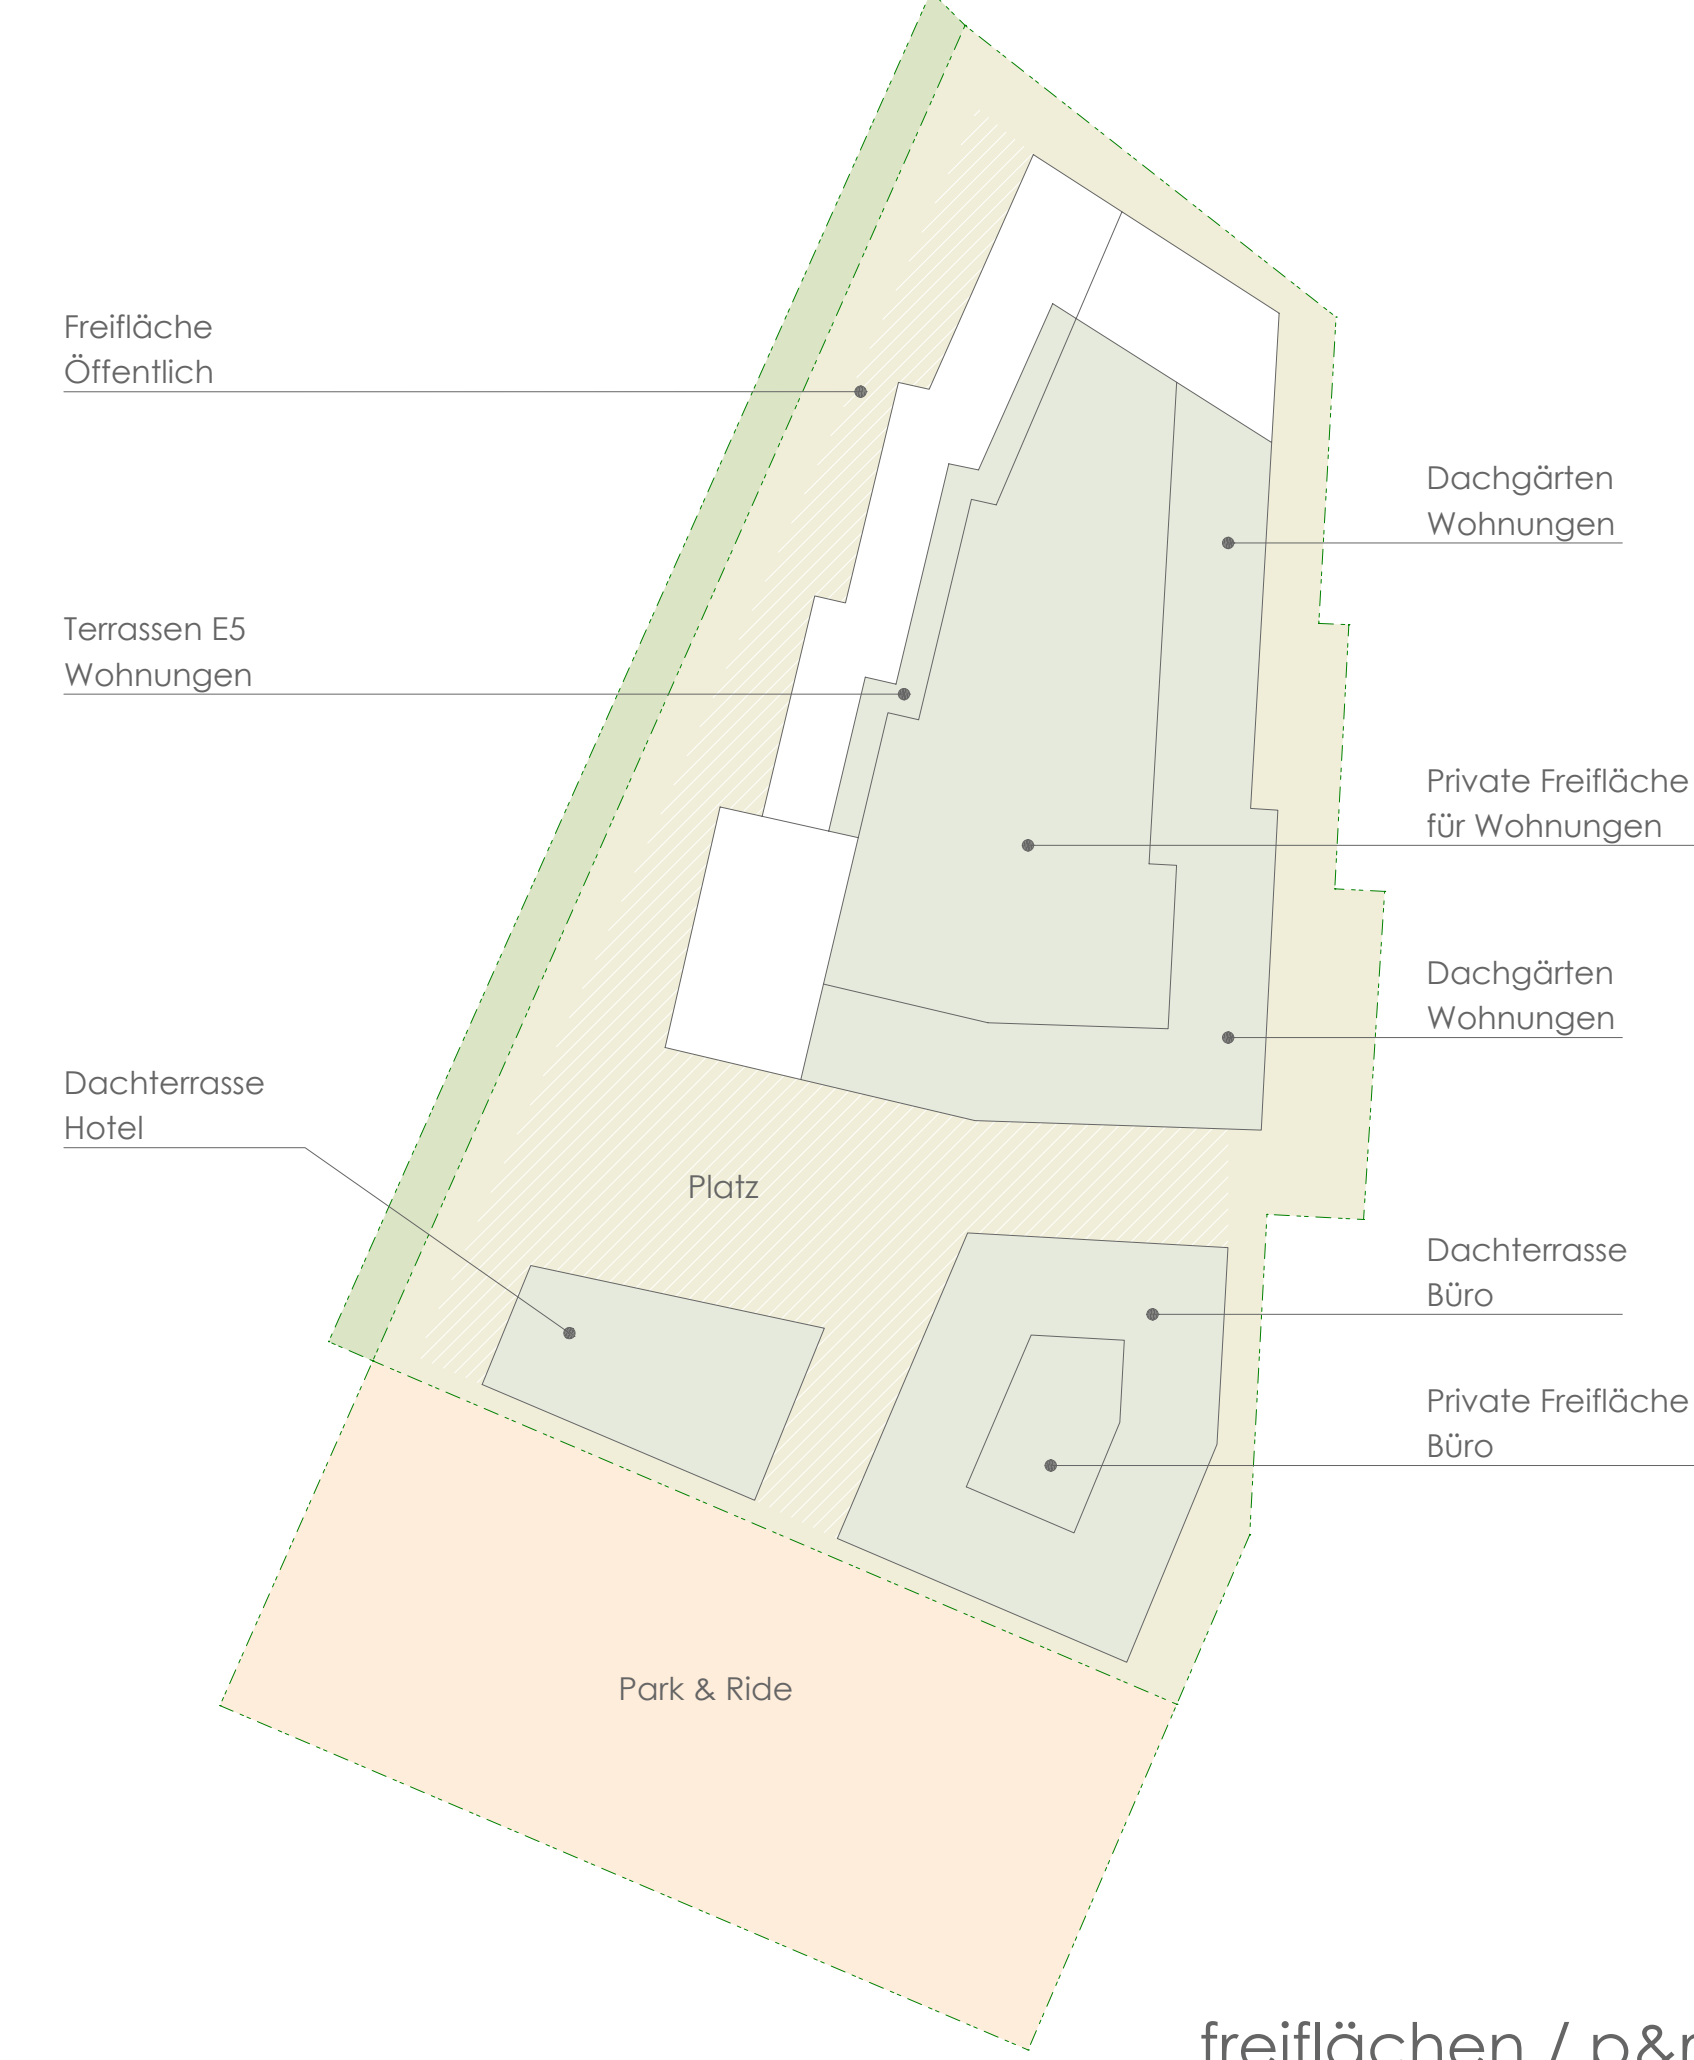 Freifläche
Öffentlich
Dachgärten
Wohnungen
Terrassen E5
Wohnungen
Private Freifläche
für Wohnungen
Dachgärten
Wohnungen
Dachterrasse
Hotel
Platz
Dachterrasse
Büro
Private Freifläche
Büro
Park & Ride
freiflächen / p&r